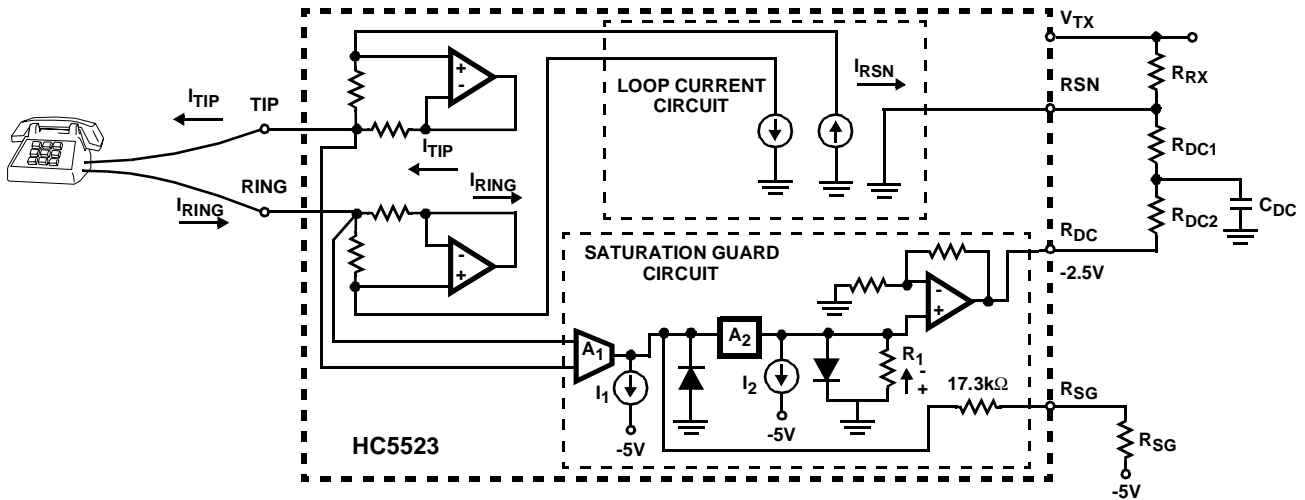 V_TX
R_RX
RSN
I_RSN
LOOP CURRENT
CIRCUIT
I_TIP
TIP
+
-
I_TIP
RING
I_RING
I_RING
-
+
R_DC1
C_DC
R_DC2
R_DC
-2.5V
SATURATION GUARD
CIRCUIT
-
+
A_1
A_2
I_1
-5V
I_2
-5V
R_1
-
+
17.3kΩ
R_SG
R_SG
-5V
HC5523